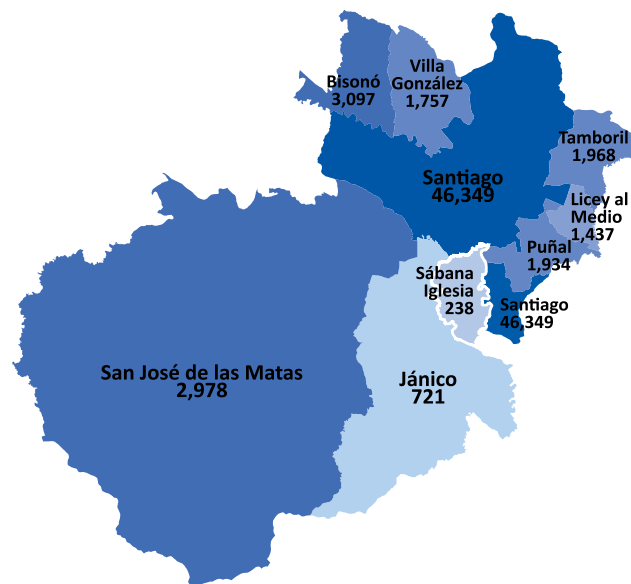 Bisonó
3,097
Villa
González
1,757
Tamboril
1,968
Santiago
46,349
Licey al
Medio
1,437
Puñal
1,934
Sábana
Iglesia
238
Santiago
46,349
San José de las Matas
2,978
Jánico
721